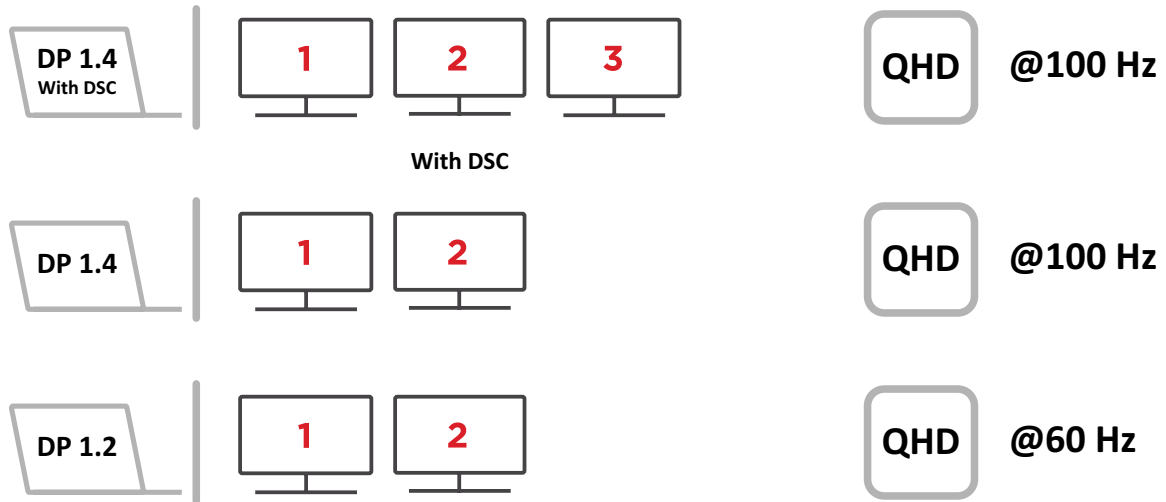 DP 1.4
With DSC
1 2 3
QHD @100 Hz
With DSC
DP 1.4
1 2
QHD @100 Hz
DP 1.2
1 2
QHD @60 Hz